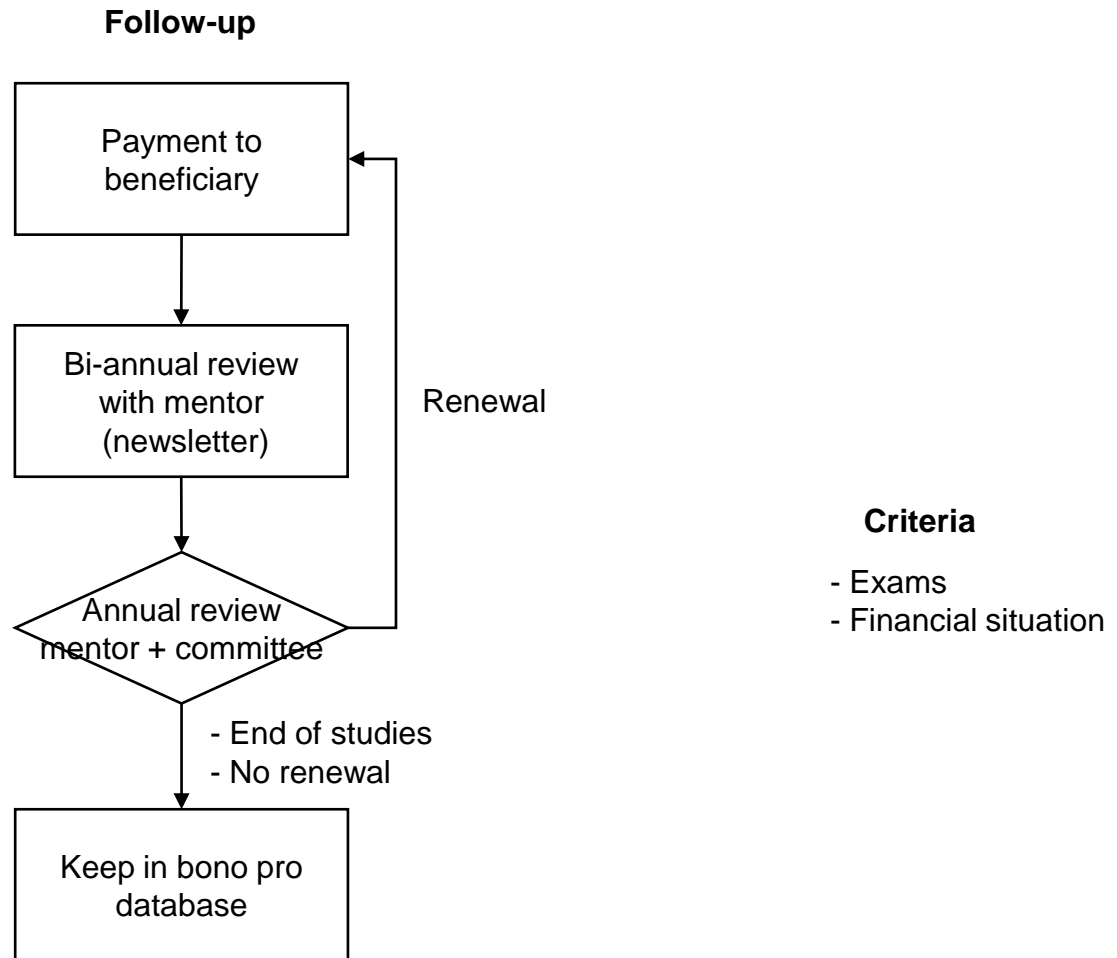 Follow-up
Payment to
beneficiary
Bi-annual review
with mentor
(newsletter)
Renewal
Criteria
- Exams
- Financial situation
Annual review
mentor + committee
- End of studies
- No renewal
Keep in bono pro
database